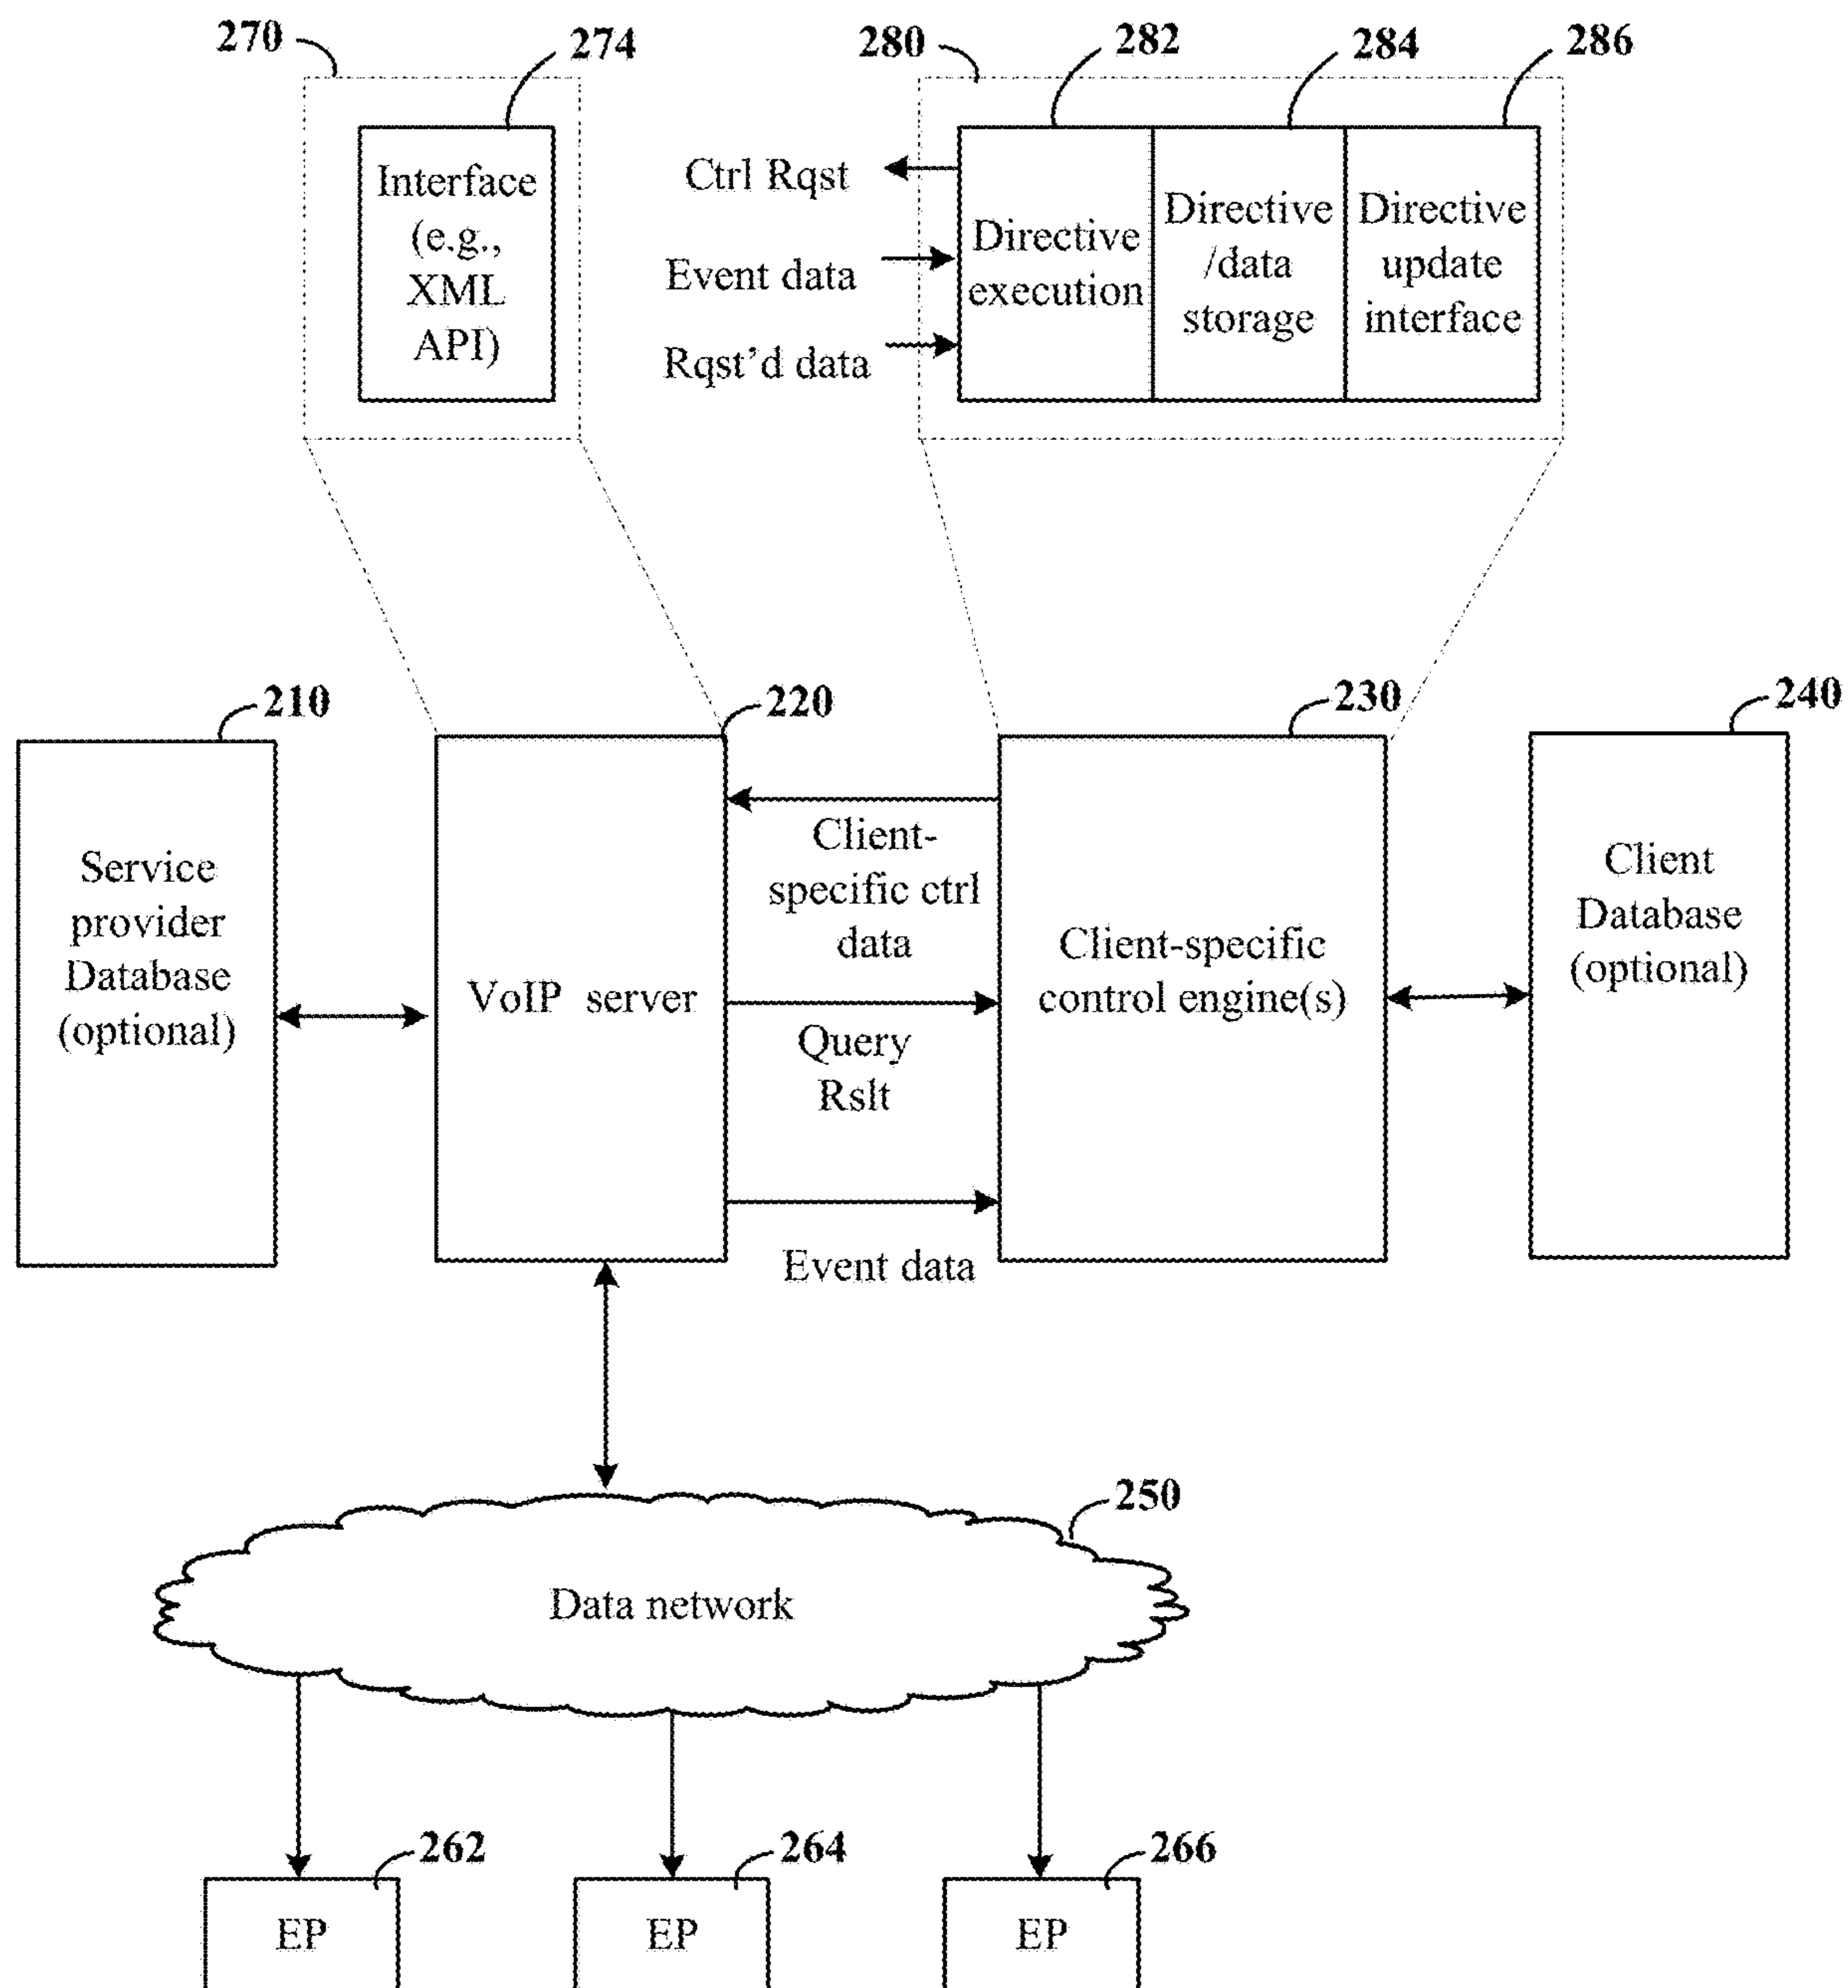 270
274
280
282
284
286
Interface
(e.g.,
XML
API)
Ctrl Rqst
Event data
Rqst'd data
Directive
execution
Directive
/data
storage
Directive
update
interface
210
220
230
240
Service
provider
Database
(optional)
VoIP server
Client-
specific ctrl
data
Query
Rslt
Event data
Client-specific
control engine(s)
Client
Database
(optional)
250
Data network
262
264
266
EP
EP
EP